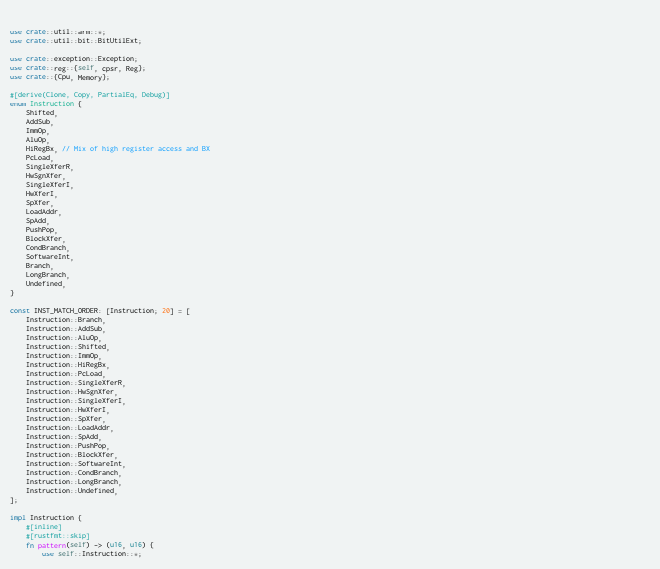 use crate::util::arm::*;
use crate::util::bit::BitUtilExt;

use crate::exception::Exception;
use crate::reg::{self, cpsr, Reg};
use crate::{Cpu, Memory};

#[derive(Clone, Copy, PartialEq, Debug)]
enum Instruction {
    Shifted,
    AddSub,
    ImmOp,
    AluOp,
    HiRegBx, // Mix of high register access and BX
    PcLoad,
    SingleXferR,
    HwSgnXfer,
    SingleXferI,
    HwXferI,
    SpXfer,
    LoadAddr,
    SpAdd,
    PushPop,
    BlockXfer,
    CondBranch,
    SoftwareInt,
    Branch,
    LongBranch,
    Undefined,
}

const INST_MATCH_ORDER: [Instruction; 20] = [
    Instruction::Branch,
    Instruction::AddSub,
    Instruction::AluOp,
    Instruction::Shifted,
    Instruction::ImmOp,
    Instruction::HiRegBx,
    Instruction::PcLoad,
    Instruction::SingleXferR,
    Instruction::HwSgnXfer,
    Instruction::SingleXferI,
    Instruction::HwXferI,
    Instruction::SpXfer,
    Instruction::LoadAddr,
    Instruction::SpAdd,
    Instruction::PushPop,
    Instruction::BlockXfer,
    Instruction::SoftwareInt,
    Instruction::CondBranch,
    Instruction::LongBranch,
    Instruction::Undefined,
];

impl Instruction {
    #[inline]
    #[rustfmt::skip]
    fn pattern(self) -> (u16, u16) {
        use self::Instruction::*;